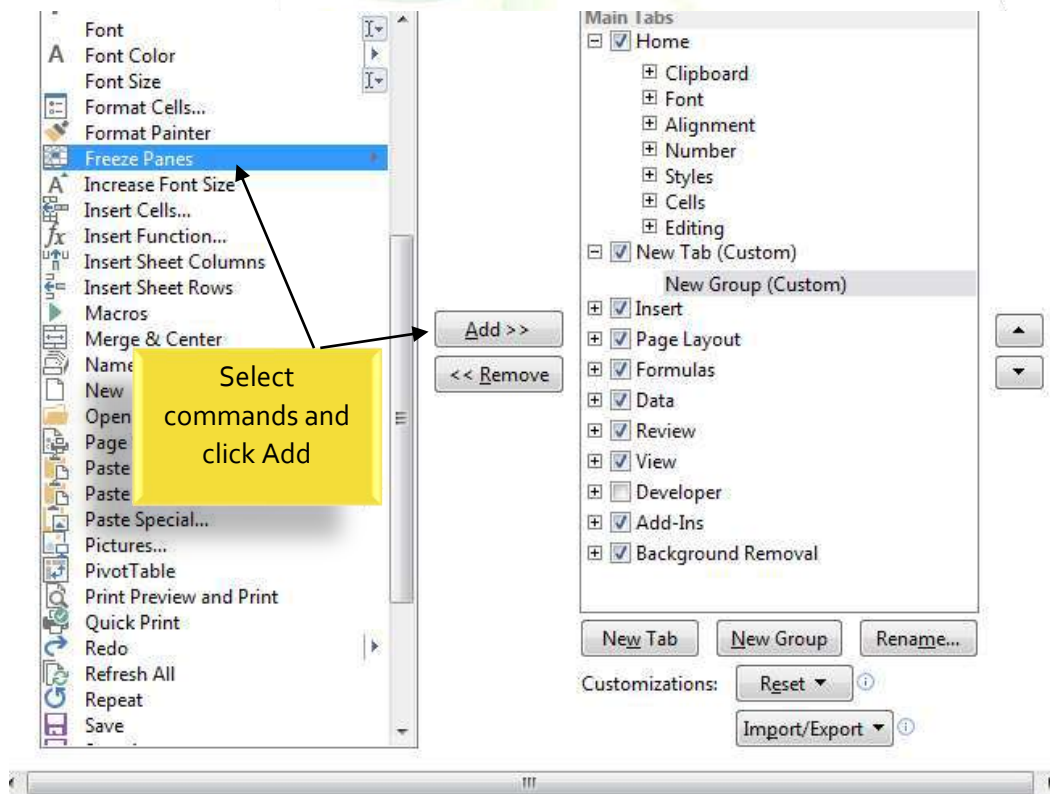 Font
A Font Color
Font Size
Format Cells...
Format Painter
Freeze Panes
A Increase Font Size
Insert Cells...
fx Insert Function...
Insert Sheet Columns
Insert Sheet Rows
Macros
Merge & Center
Name
New
Open
Page
Paste
Paste
Paste Special...
Pictures...
PivotTable
Print Preview and Print
Quick Print
Redo
Refresh All
Repeat
Save
Select
commands and
click Add
Add >>
<< Remove
Main Tabs
Home
Clipboard
Font
Alignment
Number
Styles
Cells
Editing
New Tab (Custom)
New Group (Custom)
Insert
Page Layout
Formulas
Data
Review
View
Developer
Add-Ins
Background Removal
New Tab
New Group
Rename...
Customizations:
Reset
Import/Export